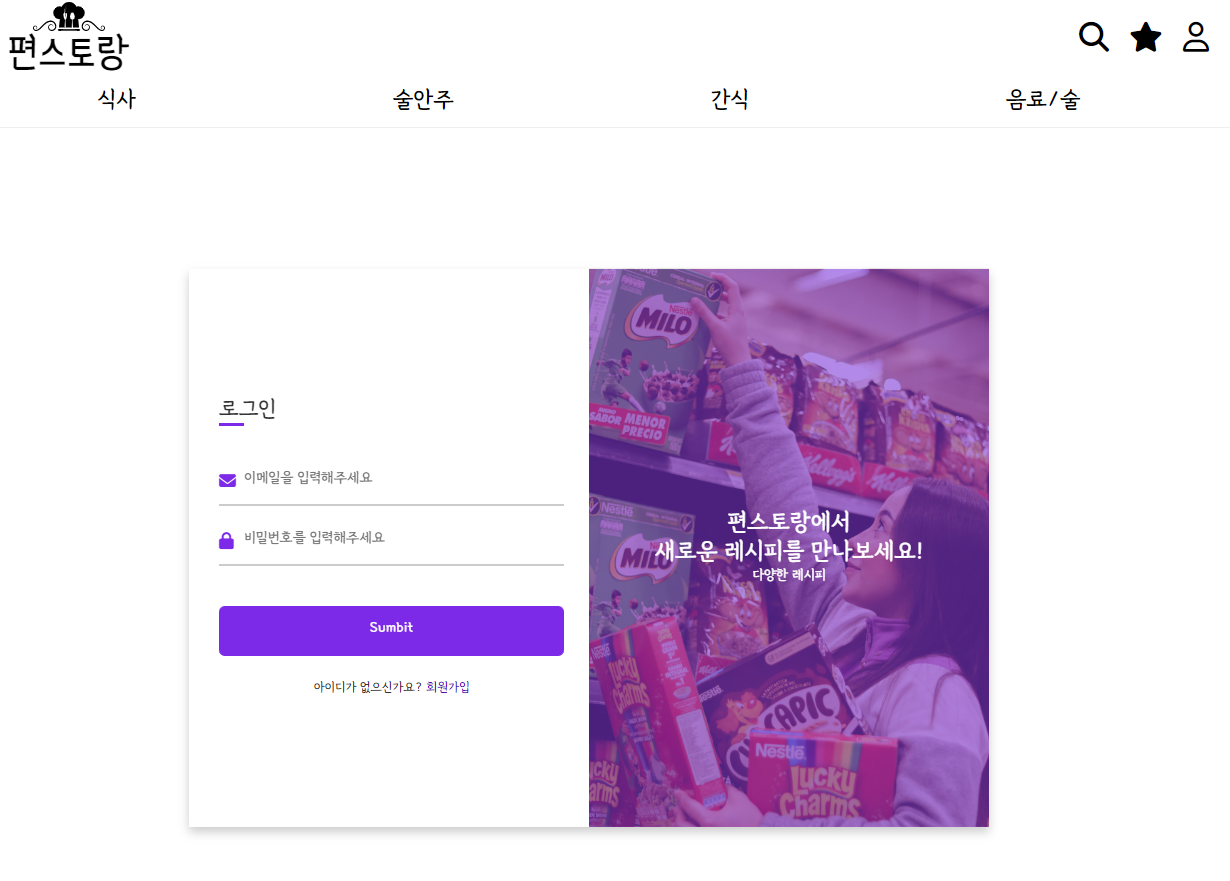 편스토랑
식사 술안주 간식 음료/술
로그인
이메일을 입력해주세요
비밀번호를 입력해주세요
Sumbit
아이디가 없으신가요? 회원가입
Nestlé
MILO
SABOR MENOR
PRECIO
Kellogg's
Nestlé
MILO
편스토랑에서
새로운 레시피를 만나보세요!
다양한 레시피
LUCKY
Charms
CAPIC
Nestlé
LUCKY
Charms